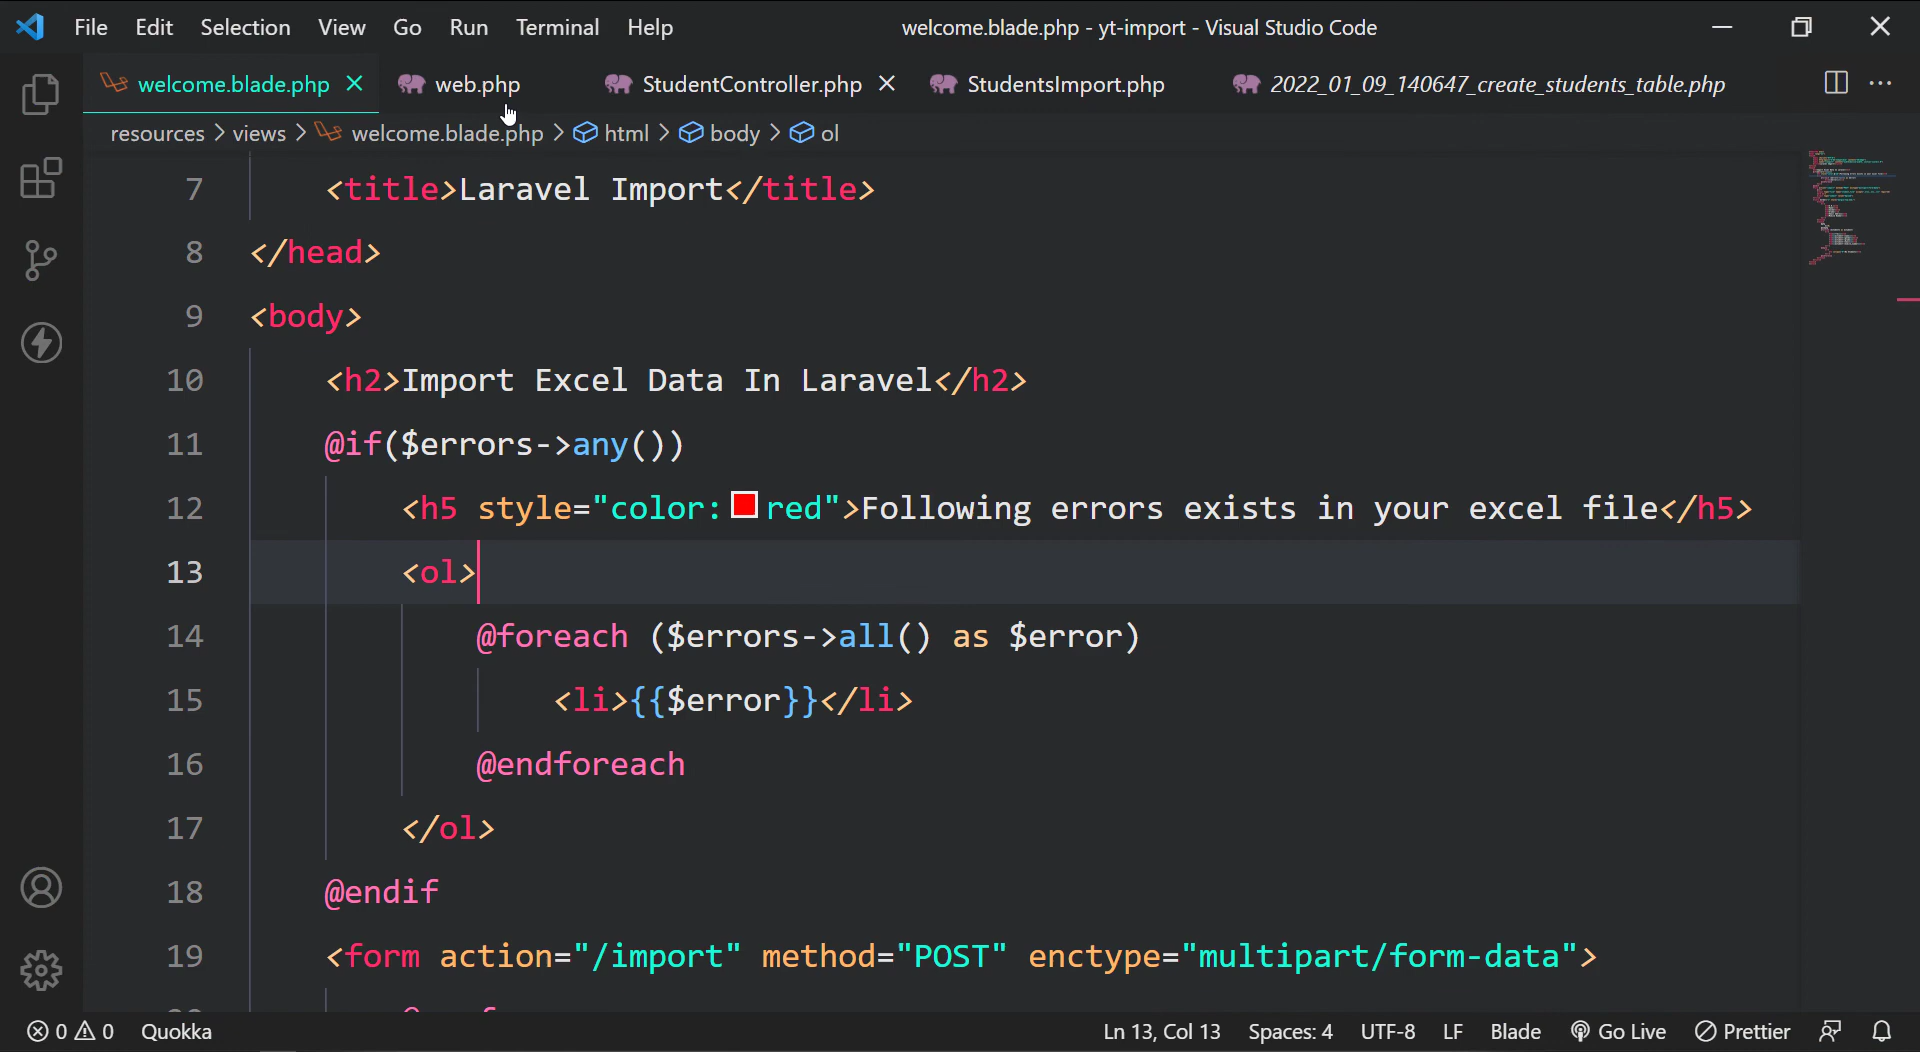 File Edit Selection View Go Run Terminal Help welcome.blade.php - yt-import - Visual Studio Code
welcome.blade.php web.php StudentController.php StudentsImport.php 2022_01_09_140647_create_students_table.php
resources > views > welcome.blade.php > html > body > ol
7 <title>Laravel Import</title>
8 </head>
9 <body>
10 <h2>Import Excel Data In Laravel</h2>
11 @if($errors->any())
12 <h5 style="color:red">Following errors exists in your excel file</h5>
13 <ol>
14 @foreach ($errors->all() as $error)
15 <li>{{$error}}</li>
16 @endforeach
17 </ol>
18 @endif
19 <form action="/import" method="POST" enctype="multipart/form-data">
0 0 Quokka Ln 13, Col 13 Spaces: 4 UTF-8 LF Blade Go Live Prettier